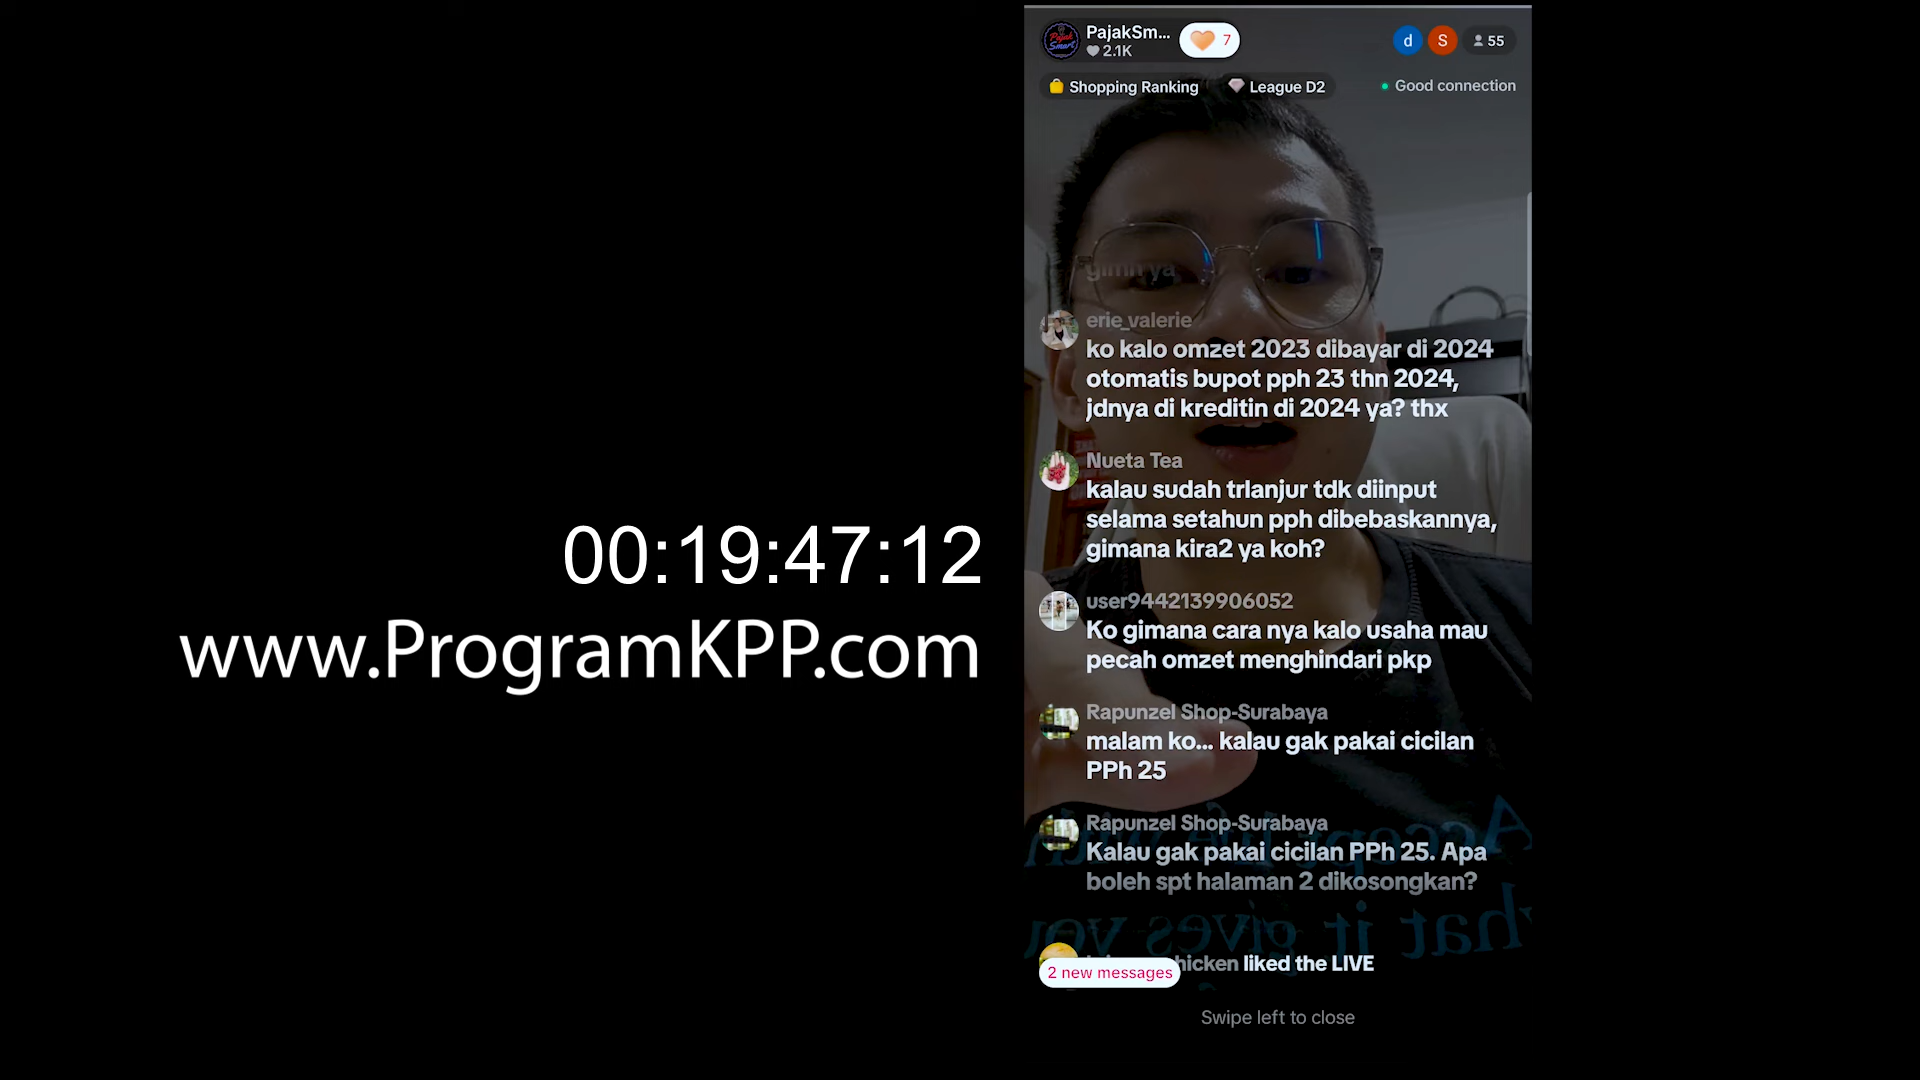 PajakSm...
2.1K
7
d
S
55
Shopping Ranking
League D2
Good connection
gimn ya
erie_valerie
ko kalo omzet 2023 dibayar di 2024
otomatis bupot pph 23 thn 2024,
jdnya di kreditin di 2024 ya? thx
Nueta Tea
kalau sudah trlanjur tdk diinput
selama setahun pph dibebaskannya,
gimana kira2 ya koh?
00:19:47:12
www.ProgramKPP.com
user9442139906052
Ko gimana cara nya kalo usaha mau
pecah omzet menghindari pkp
Rapunzel Shop-Surabaya
malam ko... kalau gak pakai cicilan
PPh 25
Rapunzel Shop-Surabaya
Kalau gak pakai cicilan PPh 25. Apa
boleh spt halaman 2 dikosongkan?
liked the LIVE
2 new messages
Swipe left to close